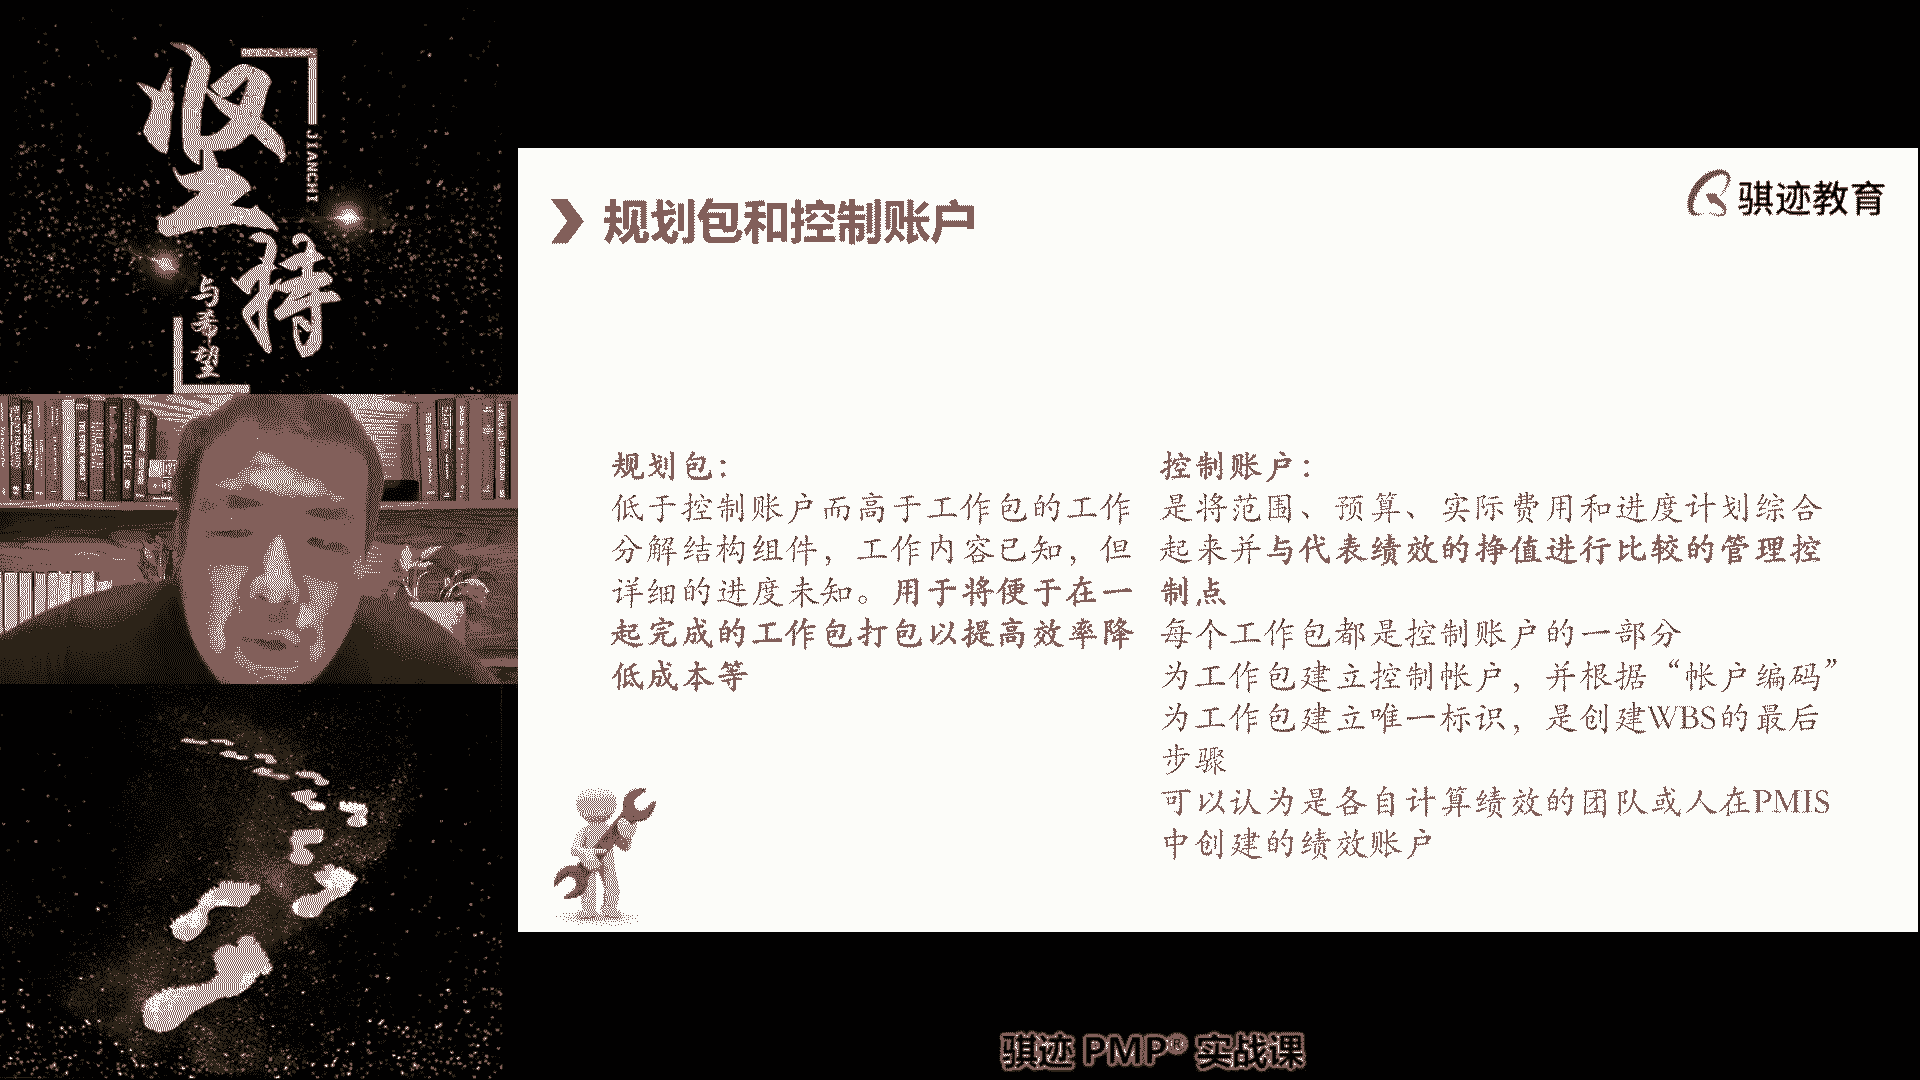 坚持
JIANCHI
与希望
骐迹教育
规划包和控制账户
规划包：
低于控制账户而高于工作包的工作
分解结构组件，工作内容已知，但
详细的进度未知。用于将便于在一
起完成的工作包打包以提高效率降
低成本等
控制账户：
是将范围、预算、实际费用和进度计划综合
起来并与代表绩效的挣值进行比较的管理控
制点
每个工作包都是控制账户的一部分
为工作包建立控制帐户，并根据“帐户编码”
为工作包建立唯一标识，是创建WBS的最后
步骤
可以认为是各自计算绩效的团队或人在PMIS
中创建的绩效账户
骐迹 PMP® 实战课